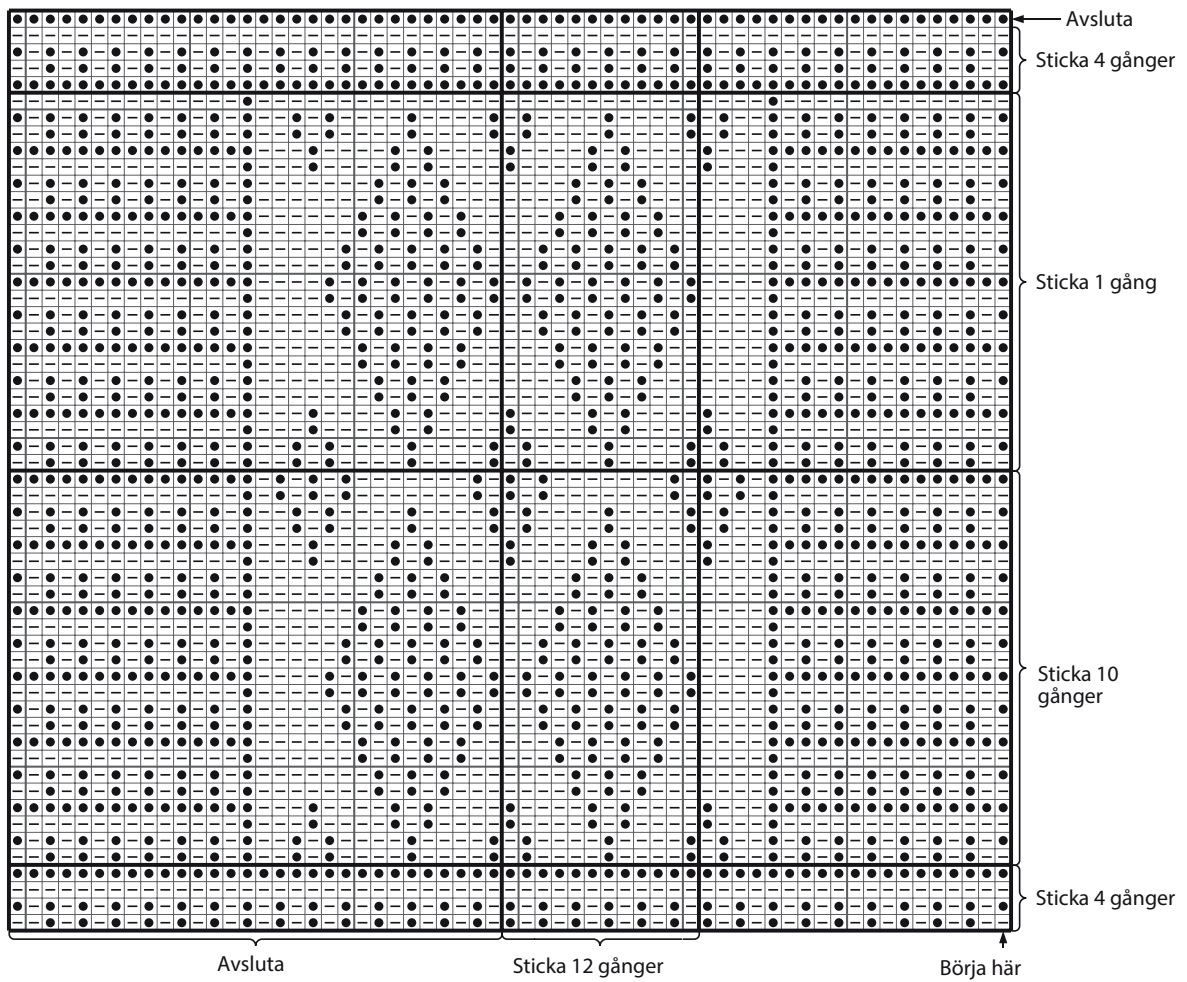 Avsluta
Sticka 4 gånger
Sticka 1 gång
Sticka 10
gånger
Sticka 4 gånger
Avsluta
Sticka 12 gånger
Börja här